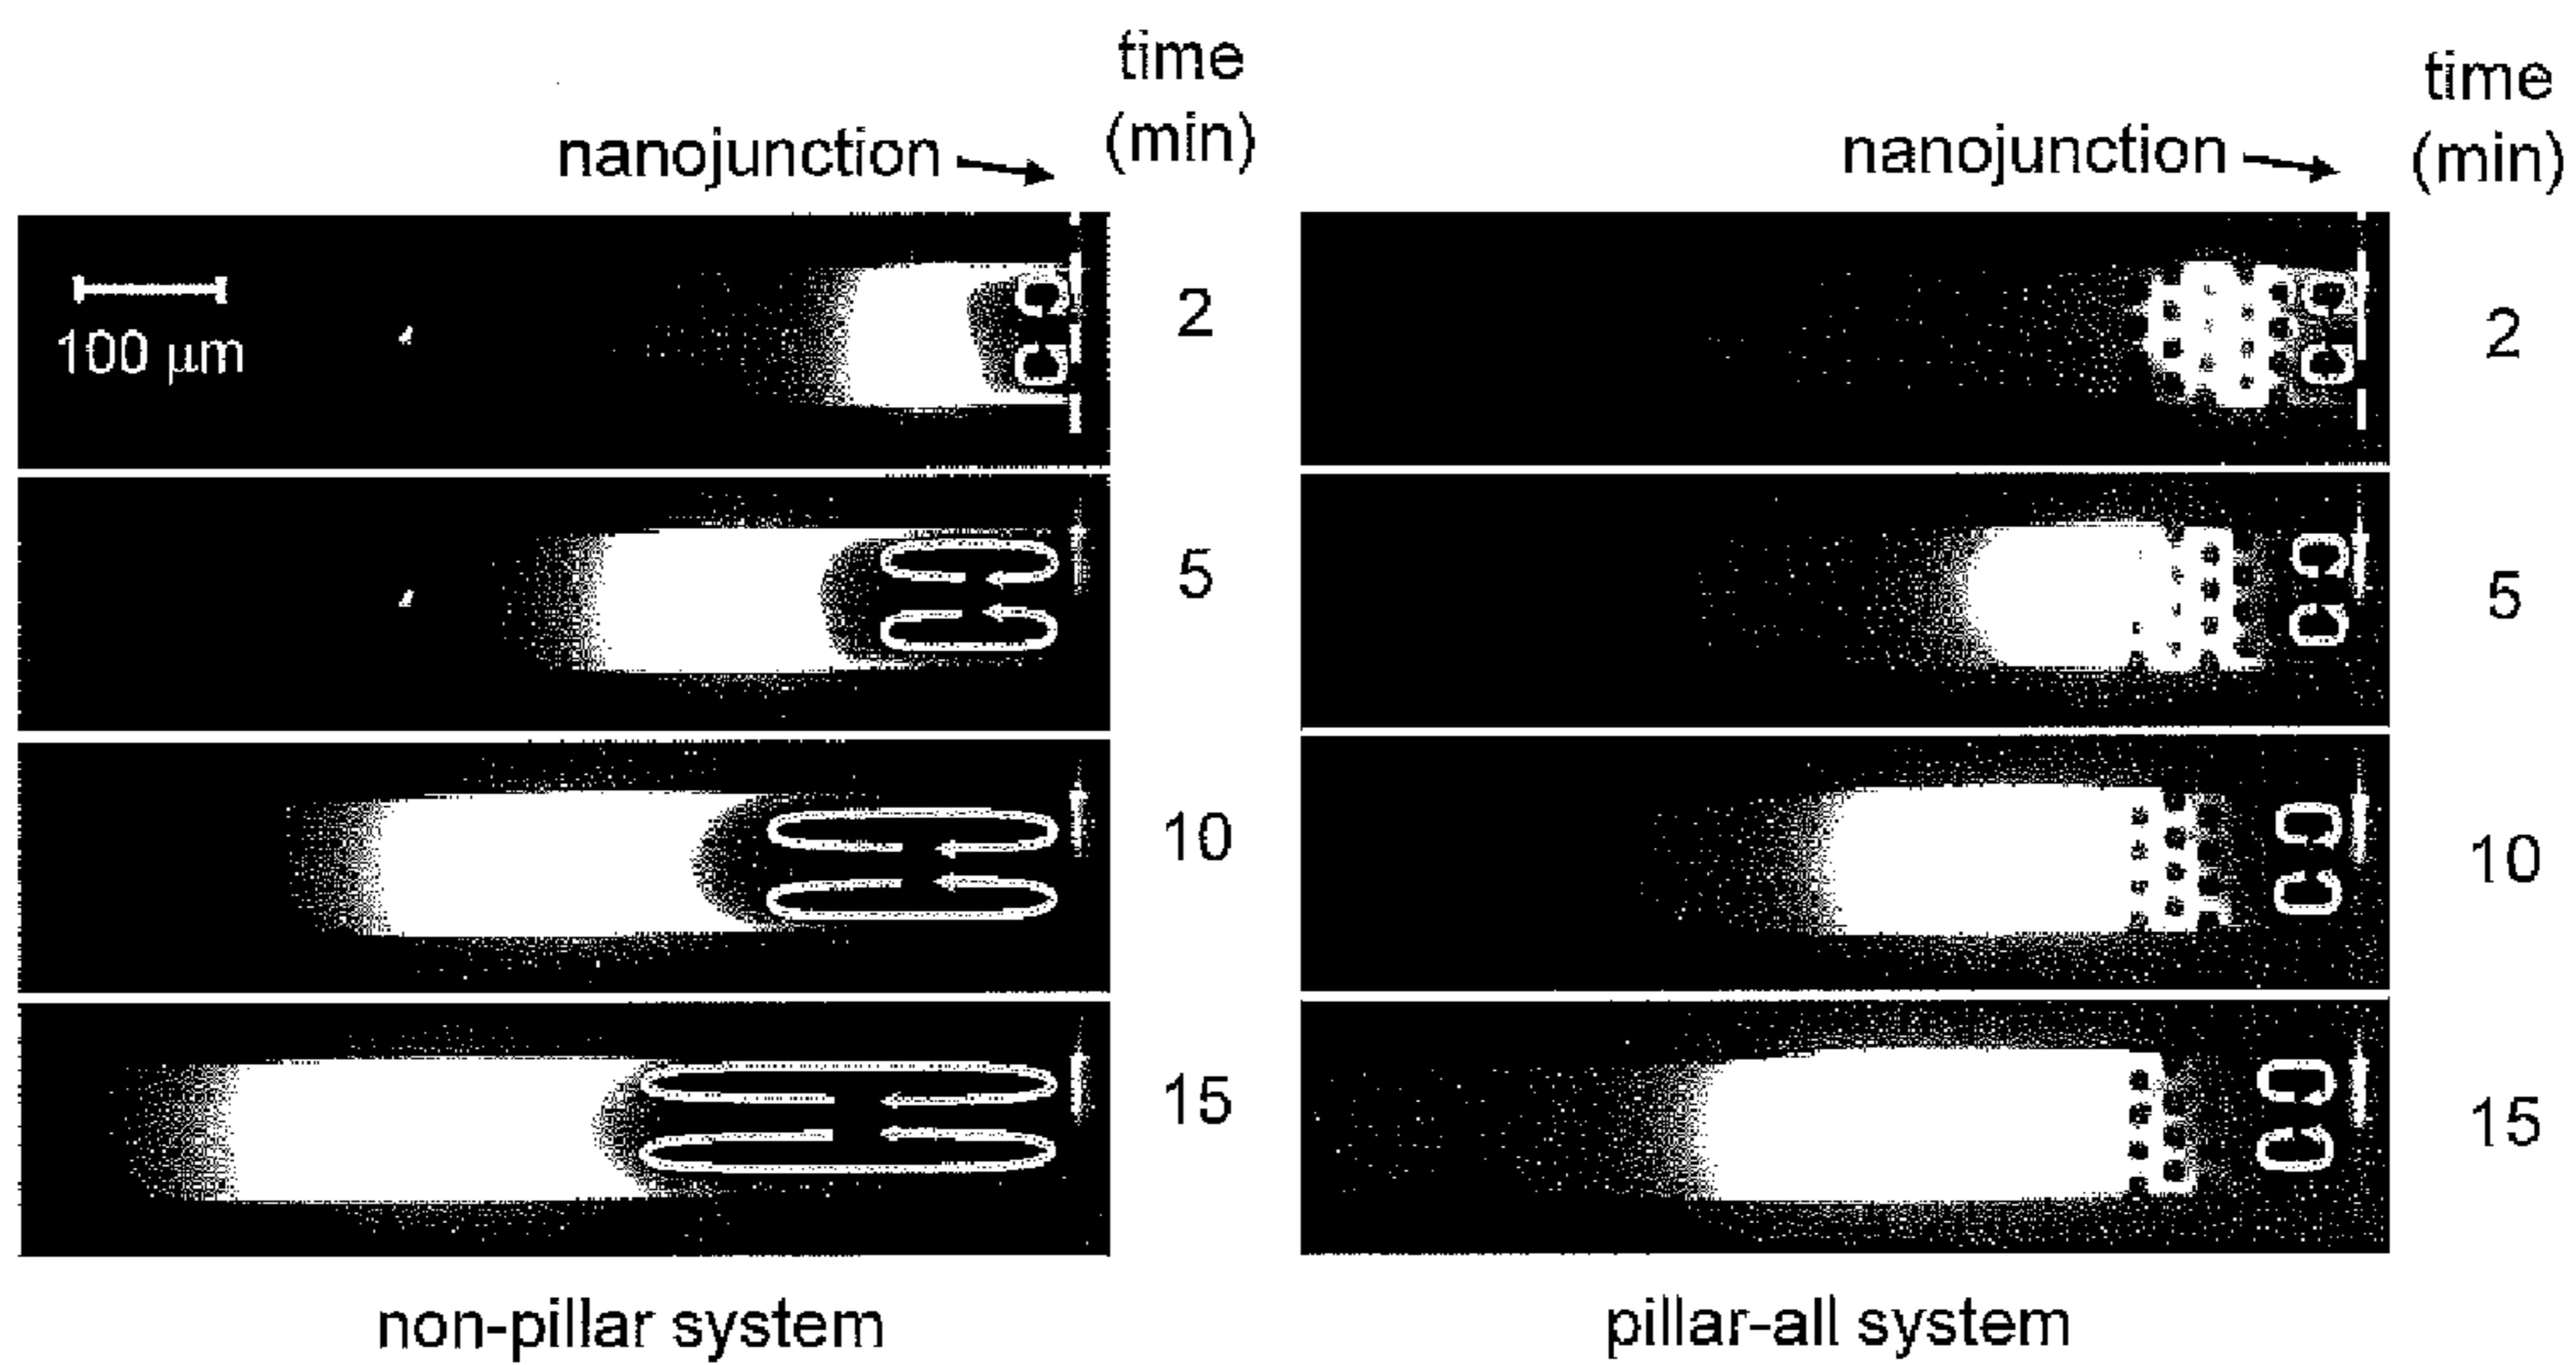 time
(min)
nanojunction
time
(min)
nanojunction
100 μm
2
5
10
15
2
5
10
15
non-pillar system
pillar-all system